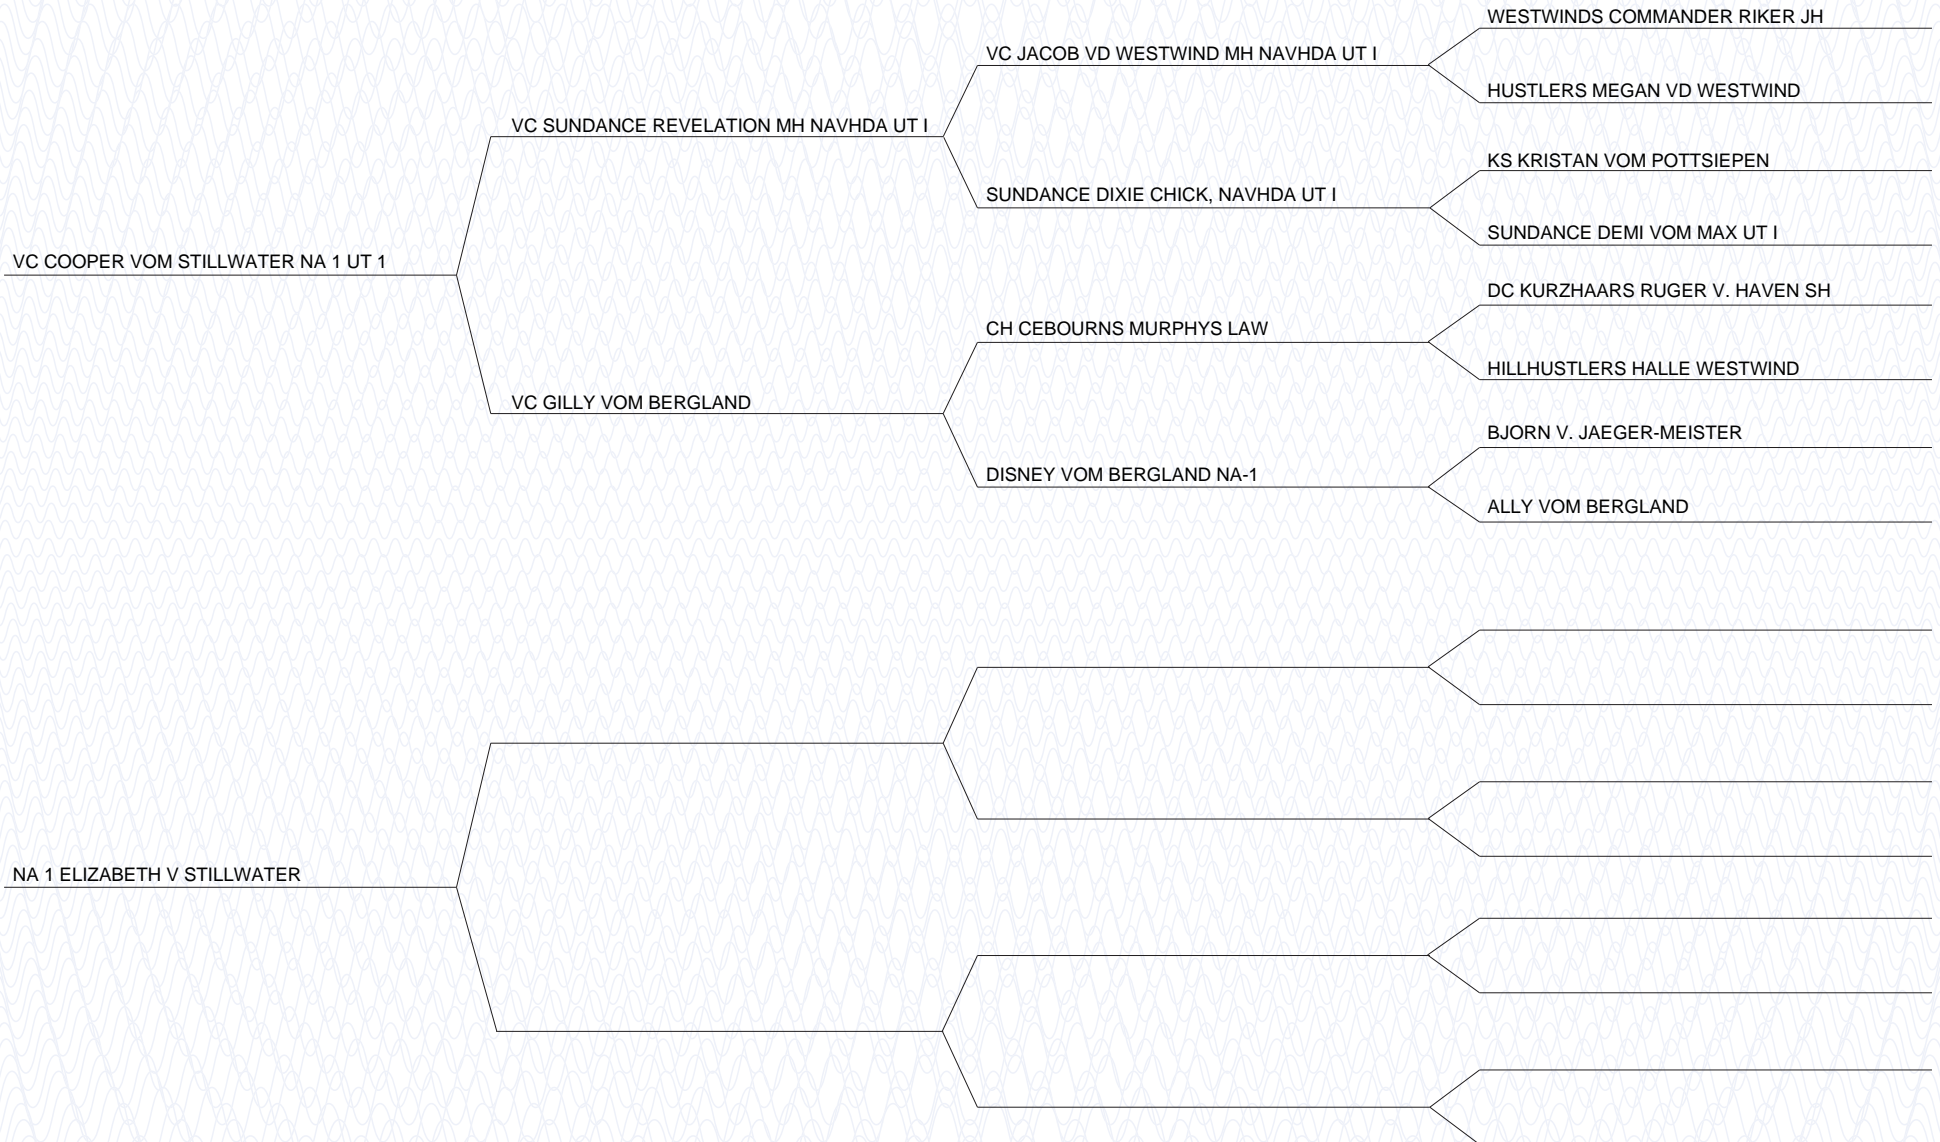 WESTWINDS COMMANDER RIKER JH
VC JACOB VD WESTWIND MH NAVHDA UT I
HUSTLERS MEGAN VD WESTWIND
VC SUNDANCE REVELATION MH NAVHDA UT I
KS KRISTAN VOM POTTSIEPEN
SUNDANCE DIXIE CHICK, NAVHDA UT I
SUNDANCE DEMI VOM MAX UT I
VC COOPER VOM STILLWATER NA 1 UT 1
DC KURZHAARS RUGER V. HAVEN SH
CH CEBOURNS MURPHYS LAW
HILLHUSTLERS HALLE WESTWIND
VC GILLY VOM BERGLAND
BJORN V. JAEGER-MEISTER
DISNEY VOM BERGLAND NA-1
ALLY VOM BERGLAND
NA 1 ELIZABETH V STILLWATER